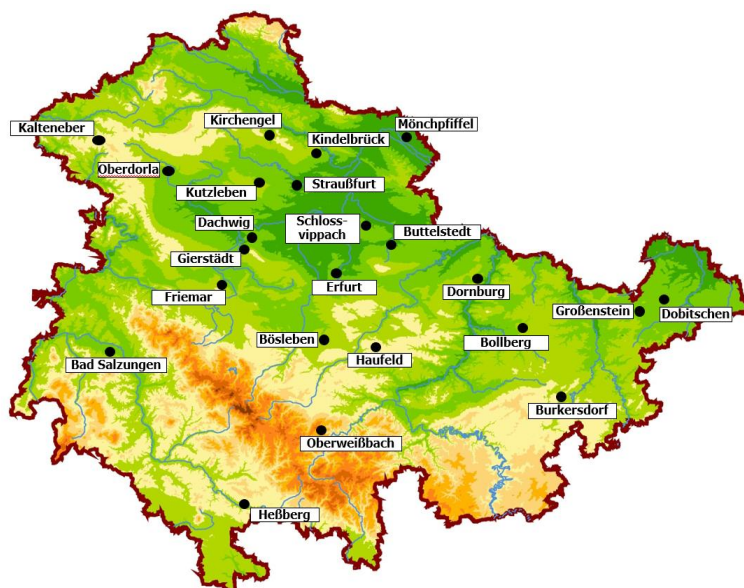 Kirchengel
Mönchpfiffel
Kalteneber
Kindelbrück
Oberdorla
Kutzleben
Straußfurt
Dachwig
Schloss-
vippach
Buttelstedt
Gierstädt
Friemar
Erfurt
Dornburg
Großenstein
Dobitschen
Bösleben
Bollberg
Haufeld
Bad Salzungen
Burkersdorf
Oberweißbach
Heßberg